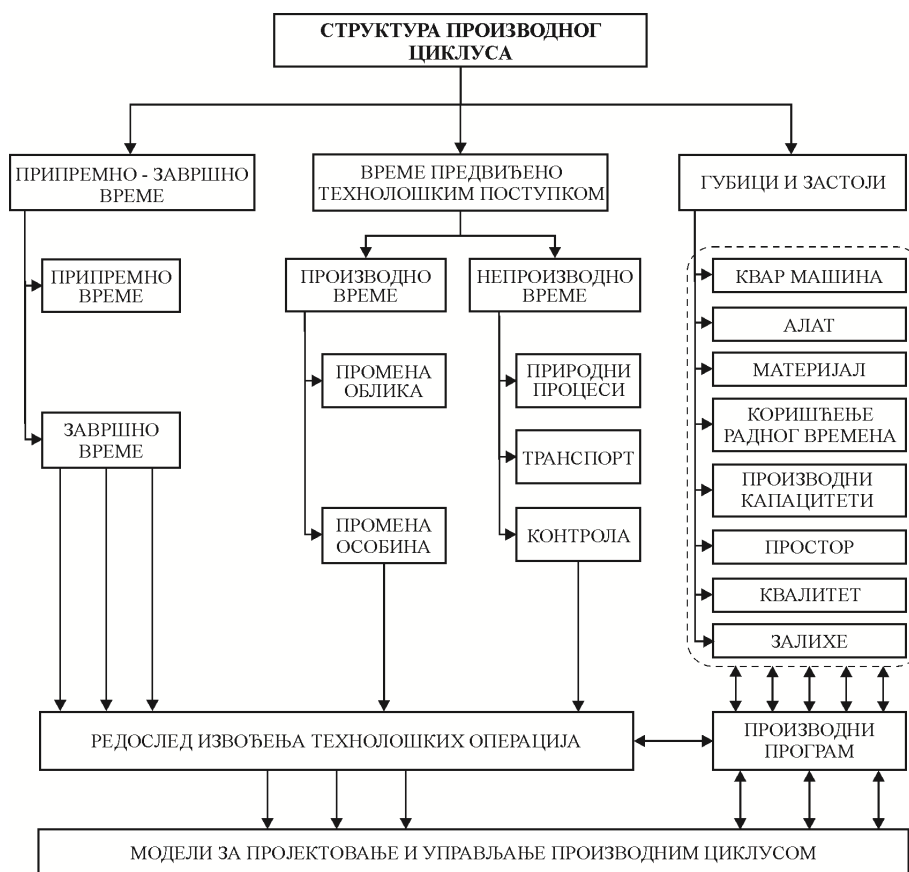 СТРУКТУРА ПРОИЗВОДНОГ
ЦИКЛУСА
ПРИПРЕМНО - ЗАВРШНО
ВРЕМЕ
ВРЕМЕ ПРЕДВИЂЕНО
ТЕХНОЛОШКИМ ПОСТУПКОМ
ГУБИЦИ И ЗАСТОЈИ
ПРИПРЕМНО
ВРЕМЕ
ЗАВРШНО
ВРЕМЕ
ПРОИЗВОДНО
ВРЕМЕ
ПРОМЕНА
ОБЛИКА
ПРОМЕНА
ОСОБИНА
НЕПРОИЗВОДНО
ВРЕМЕ
ПРИРОДНИ
ПРОЦЕСИ
ТРАНСПОРТ
КОНТРОЛА
КВАР МАШИНА
АЛАТ
МАТЕРИЈАЛ
КОРИШЋЕЊЕ
РАДНОГ ВРЕМЕНА
ПРОИЗВОДНИ
КАПАЦИТЕТИ
ПРОСТОР
КВАЛИТЕТ
ЗАЛИХЕ
РЕДОСЛЕД ИЗВОЂЕЊА ТЕХНОЛОШКИХ ОПЕРАЦИЈА
ПРОИЗВОДНИ
ПРОГРАМ
МОДЕЛИ ЗА ПРОЈЕКТОВАЊЕ И УПРАВЉАЊЕ ПРОИЗВОДНИМ ЦИКЛУСОМ